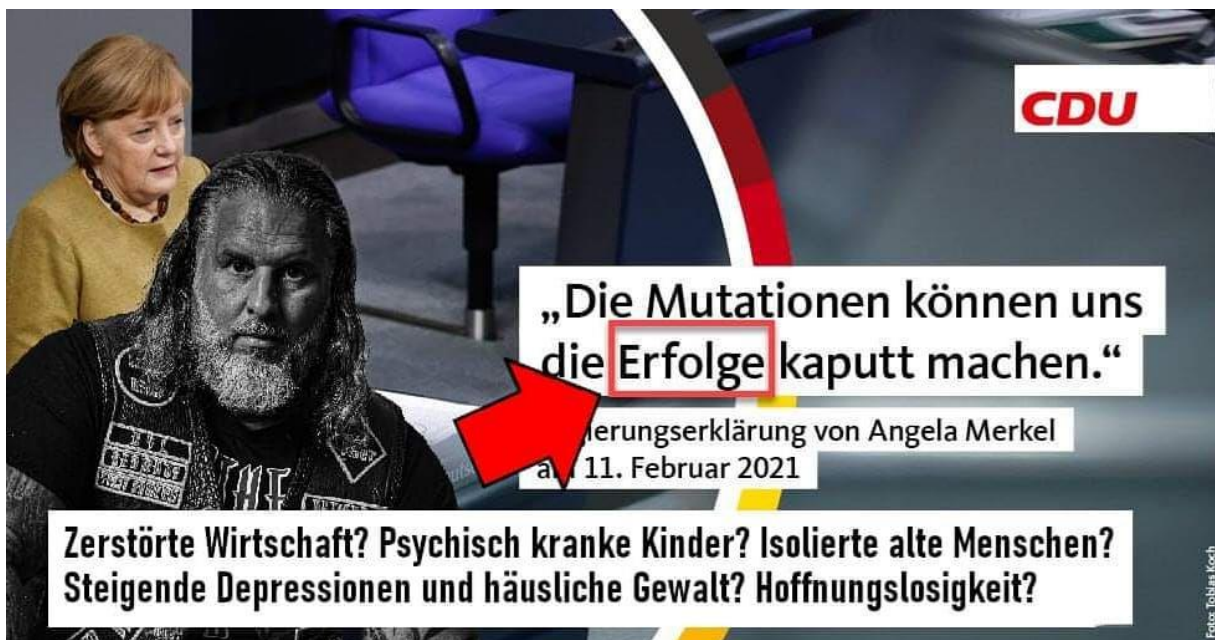 CDU
„Die Mutationen können uns
die Erfolge kaputt machen.“
ierungserklärung von Angela Merkel
11. Februar 2021
Zerstörte Wirtschaft? Psychisch kranke Kinder? Isolierte alte Menschen?
Steigende Depressionen und häusliche Gewalt? Hoffnungslosigkeit?
Foto: Tobias Koch